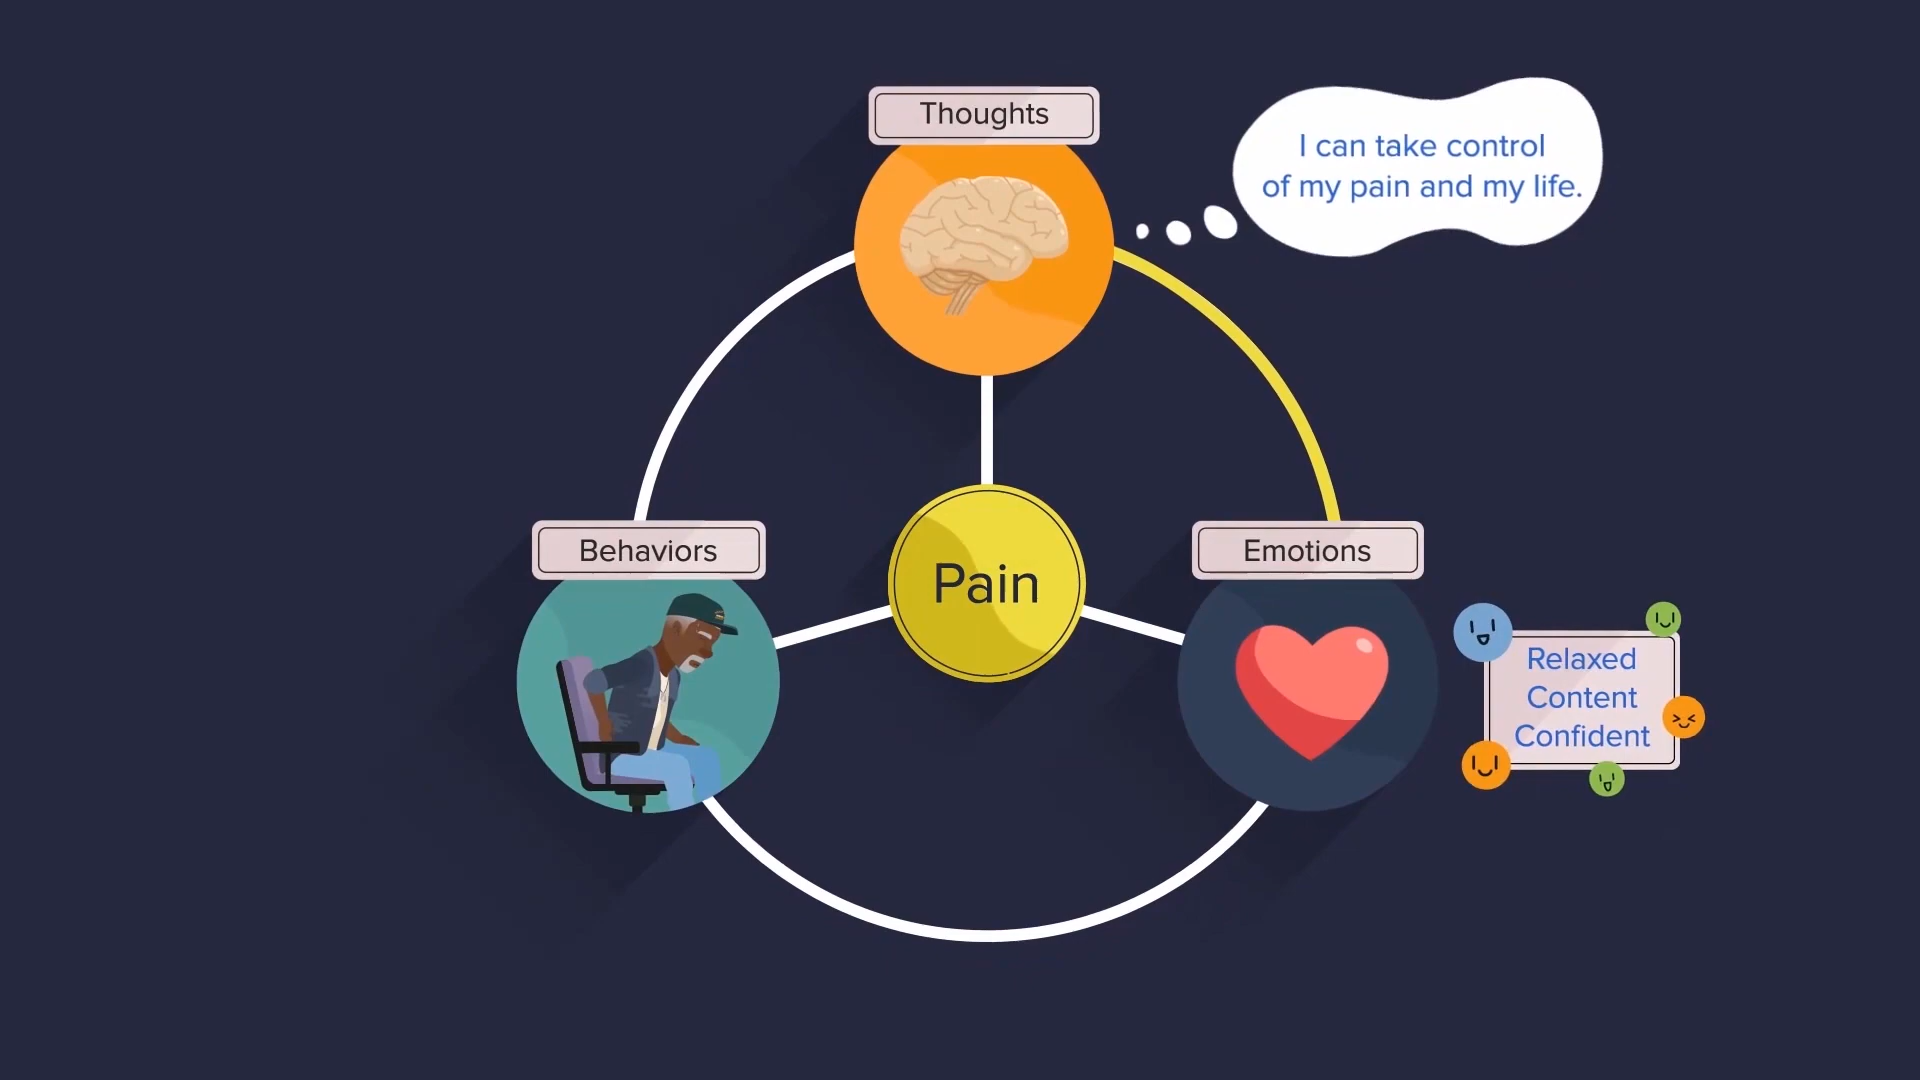 Thoughts
I can take control
of my pain and my life.
Behaviors
Pain
Emotions
Relaxed
Content
Confident